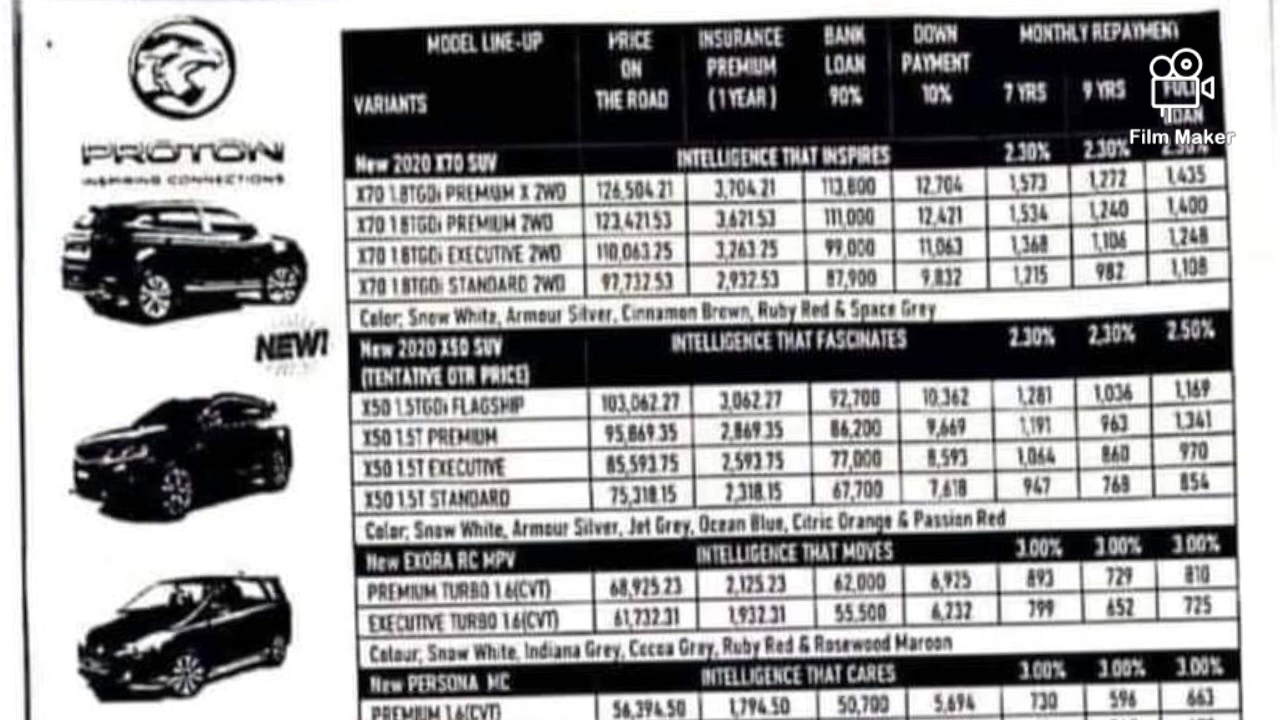 MODEL LINE-UP PRICE INSURANCE BANK DOWN MONTHLY REPAYMENT
ON PREMIUM LOAN PAYMENT
VARIANTS THE ROAD (1 YEAR) 90% 10% 7 YRS 9 YRS FULL
LOAN
Film Maker
PROTON
INSPIRING CONNECTIONS
New 2020 X70 SUV INTELLIGENCE THAT INSPIRES 2.30% 2.30% 2.50%
X70 1.8TGDi PREMIUM X 2WD 126,504.21 3,704.21 113,800 12,704 1,573 1,272 1,435
X70 1.8TGDi PREMIUM 2WD 123,421.53 3,621.53 111,000 12,421 1,534 1,240 1,400
X70 1.8TGDi EXECUTIVE 2WD 110,063.25 3,263.25 99,000 11,063 1,368 1,106 1,248
X70 1.8TGDi STANDARD 2WD 97,732.53 2,932.53 87,900 9,832 1,215 982 1,108
Color; Snow White, Armour Silver, Cinnamon Brown, Ruby Red & Space Grey
NEW!
New 2020 X50 SUV INTELLIGENCE THAT FASCINATES 2.30% 2.30% 2.50%
(TENTATIVE OTR PRICE)
X50 1.5TGDi FLAGSHIP 103,062.27 3,062.27 92,700 10,362 1,281 1,036 1,169
X50 1.5T PREMIUM 95,869.35 2,869.35 86,200 9,669 1,191 963 1,341
X50 1.5T EXECUTIVE 85,593.75 2,593.75 77,000 8,593 1,064 860 970
X50 1.5T STANDARD 75,318.15 2,318.15 67,700 7,618 947 768 854
Color; Snow White, Armour Silver, Jet Grey, Ocean Blue, Citric Orange & Passion Red
New EXORA RC MPV INTELLIGENCE THAT MOVES 3.00% 3.00% 3.00%
PREMIUM TURBO 1.6(CVT) 68,925.23 2,125.23 62,000 6,925 893 729 810
EXECUTIVE TURBO 1.6(CVT) 61,732.31 1,932.31 55,500 6,232 799 652 725
Colour; Snow White, Indiana Grey, Cocoa Grey, Ruby Red & Rosewood Maroon
New PERSONA MC INTELLIGENCE THAT CARES 3.00% 3.00% 3.00%
PREMIUM 1.6(CVT) 56,394.50 1,794.50 50,700 5,694 730 596 663